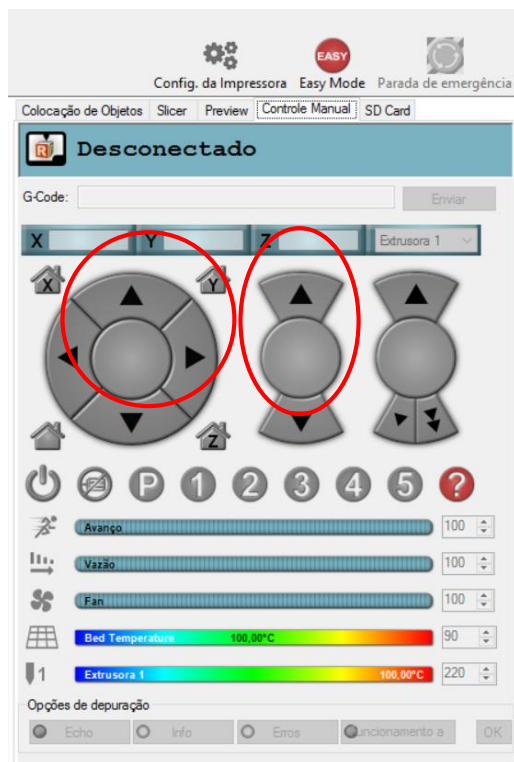 EASY
Config. da Impressora Easy Mode Parada de emergência
Colocação de Objetos Slicer Preview Controle Manual SD Card
R Desconectado
G-Code: Enviar
X Y Z Extrusora 1
X Y
Z
P 1 2 3 4 5 ?
Avanço 100
Vazão 100
Fan 100
Bed Temperature 100,00°C 90
1 Extrusora 1 100,00°C 220
Opções de depuração
Echo Info Erros uncionamento a OK